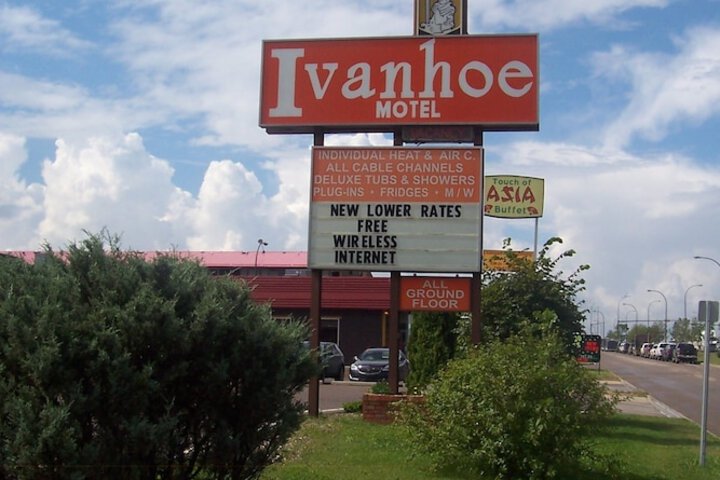 Ivanhoe
MOTEL
INDIVIDUAL HEAT & AIR C.
ALL CABLE CHANNELS
DELUXE TUBS & SHOWERS
PLUG-INS • FRIDGES • M/W
NEW LOWER RATES
FREE
WIRELESS
INTERNET
ALL
GROUND
FLOOR
Touch of
ASIA
Buffet